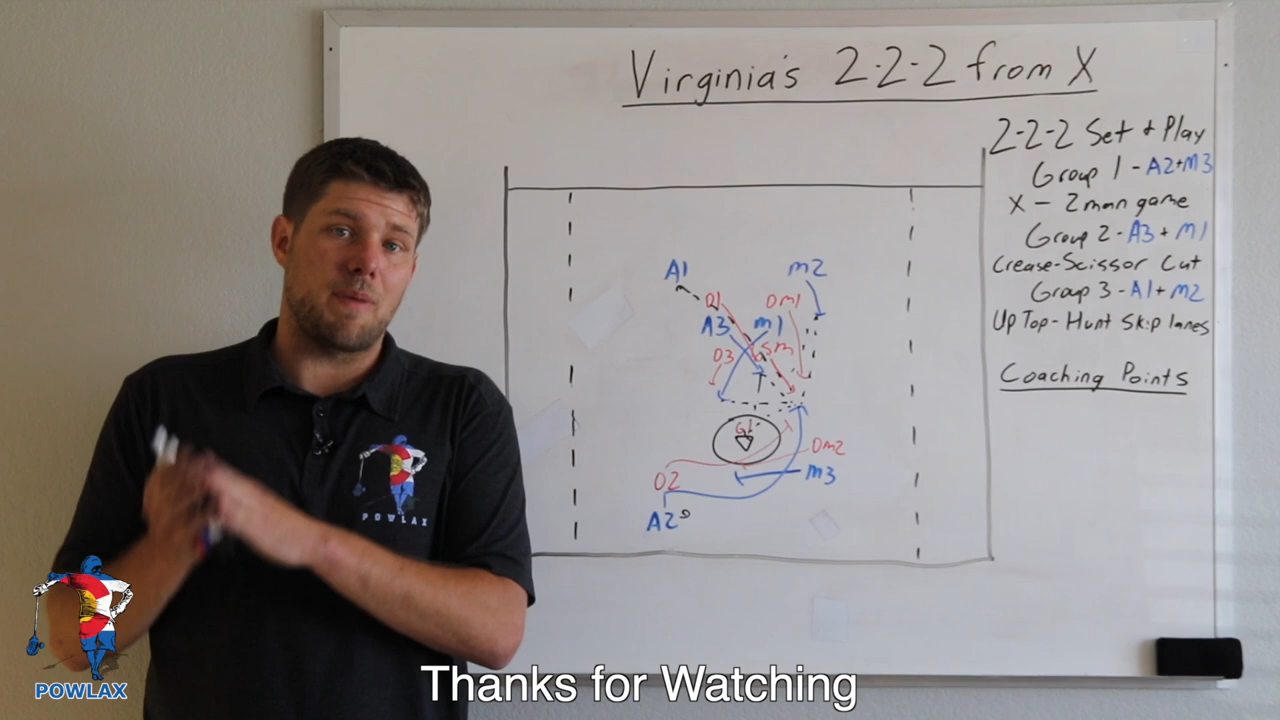 Virginia's 2-2-2 from X
2-2-2 Set + Play
Group 1 - A2+M3
X - 2 man game
Group 2 - A3 + M1
Crease-Scissor Cut
Group 3 - A1 + M2
Up Top - Hunt Skip lanes
Coaching Points
A1
M2
D1
DM1
A3
M1
D3
SM
G
DM2
D2
M3
A2
POWLAX
POWLAX
Thanks for Watching